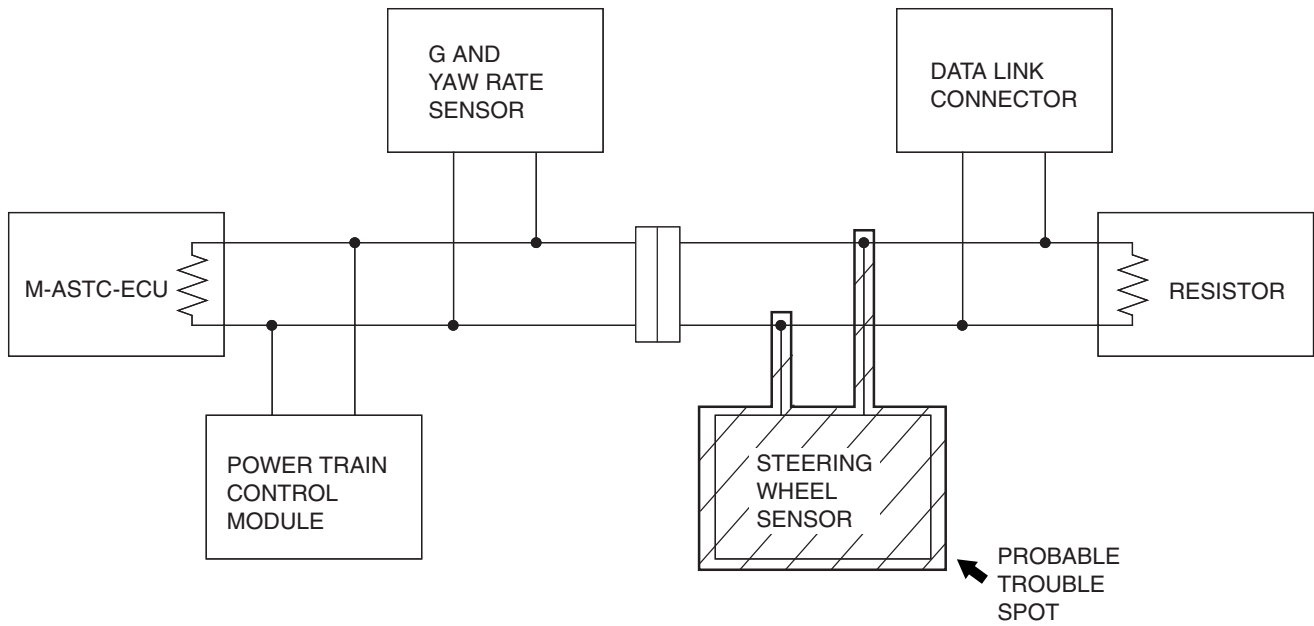 G AND
YAW RATE
SENSOR
DATA LINK
CONNECTOR
M-ASTC-ECU
RESISTOR
POWER TRAIN
CONTROL
MODULE
STEERING
WHEEL
SENSOR
PROBABLE
TROUBLE
SPOT